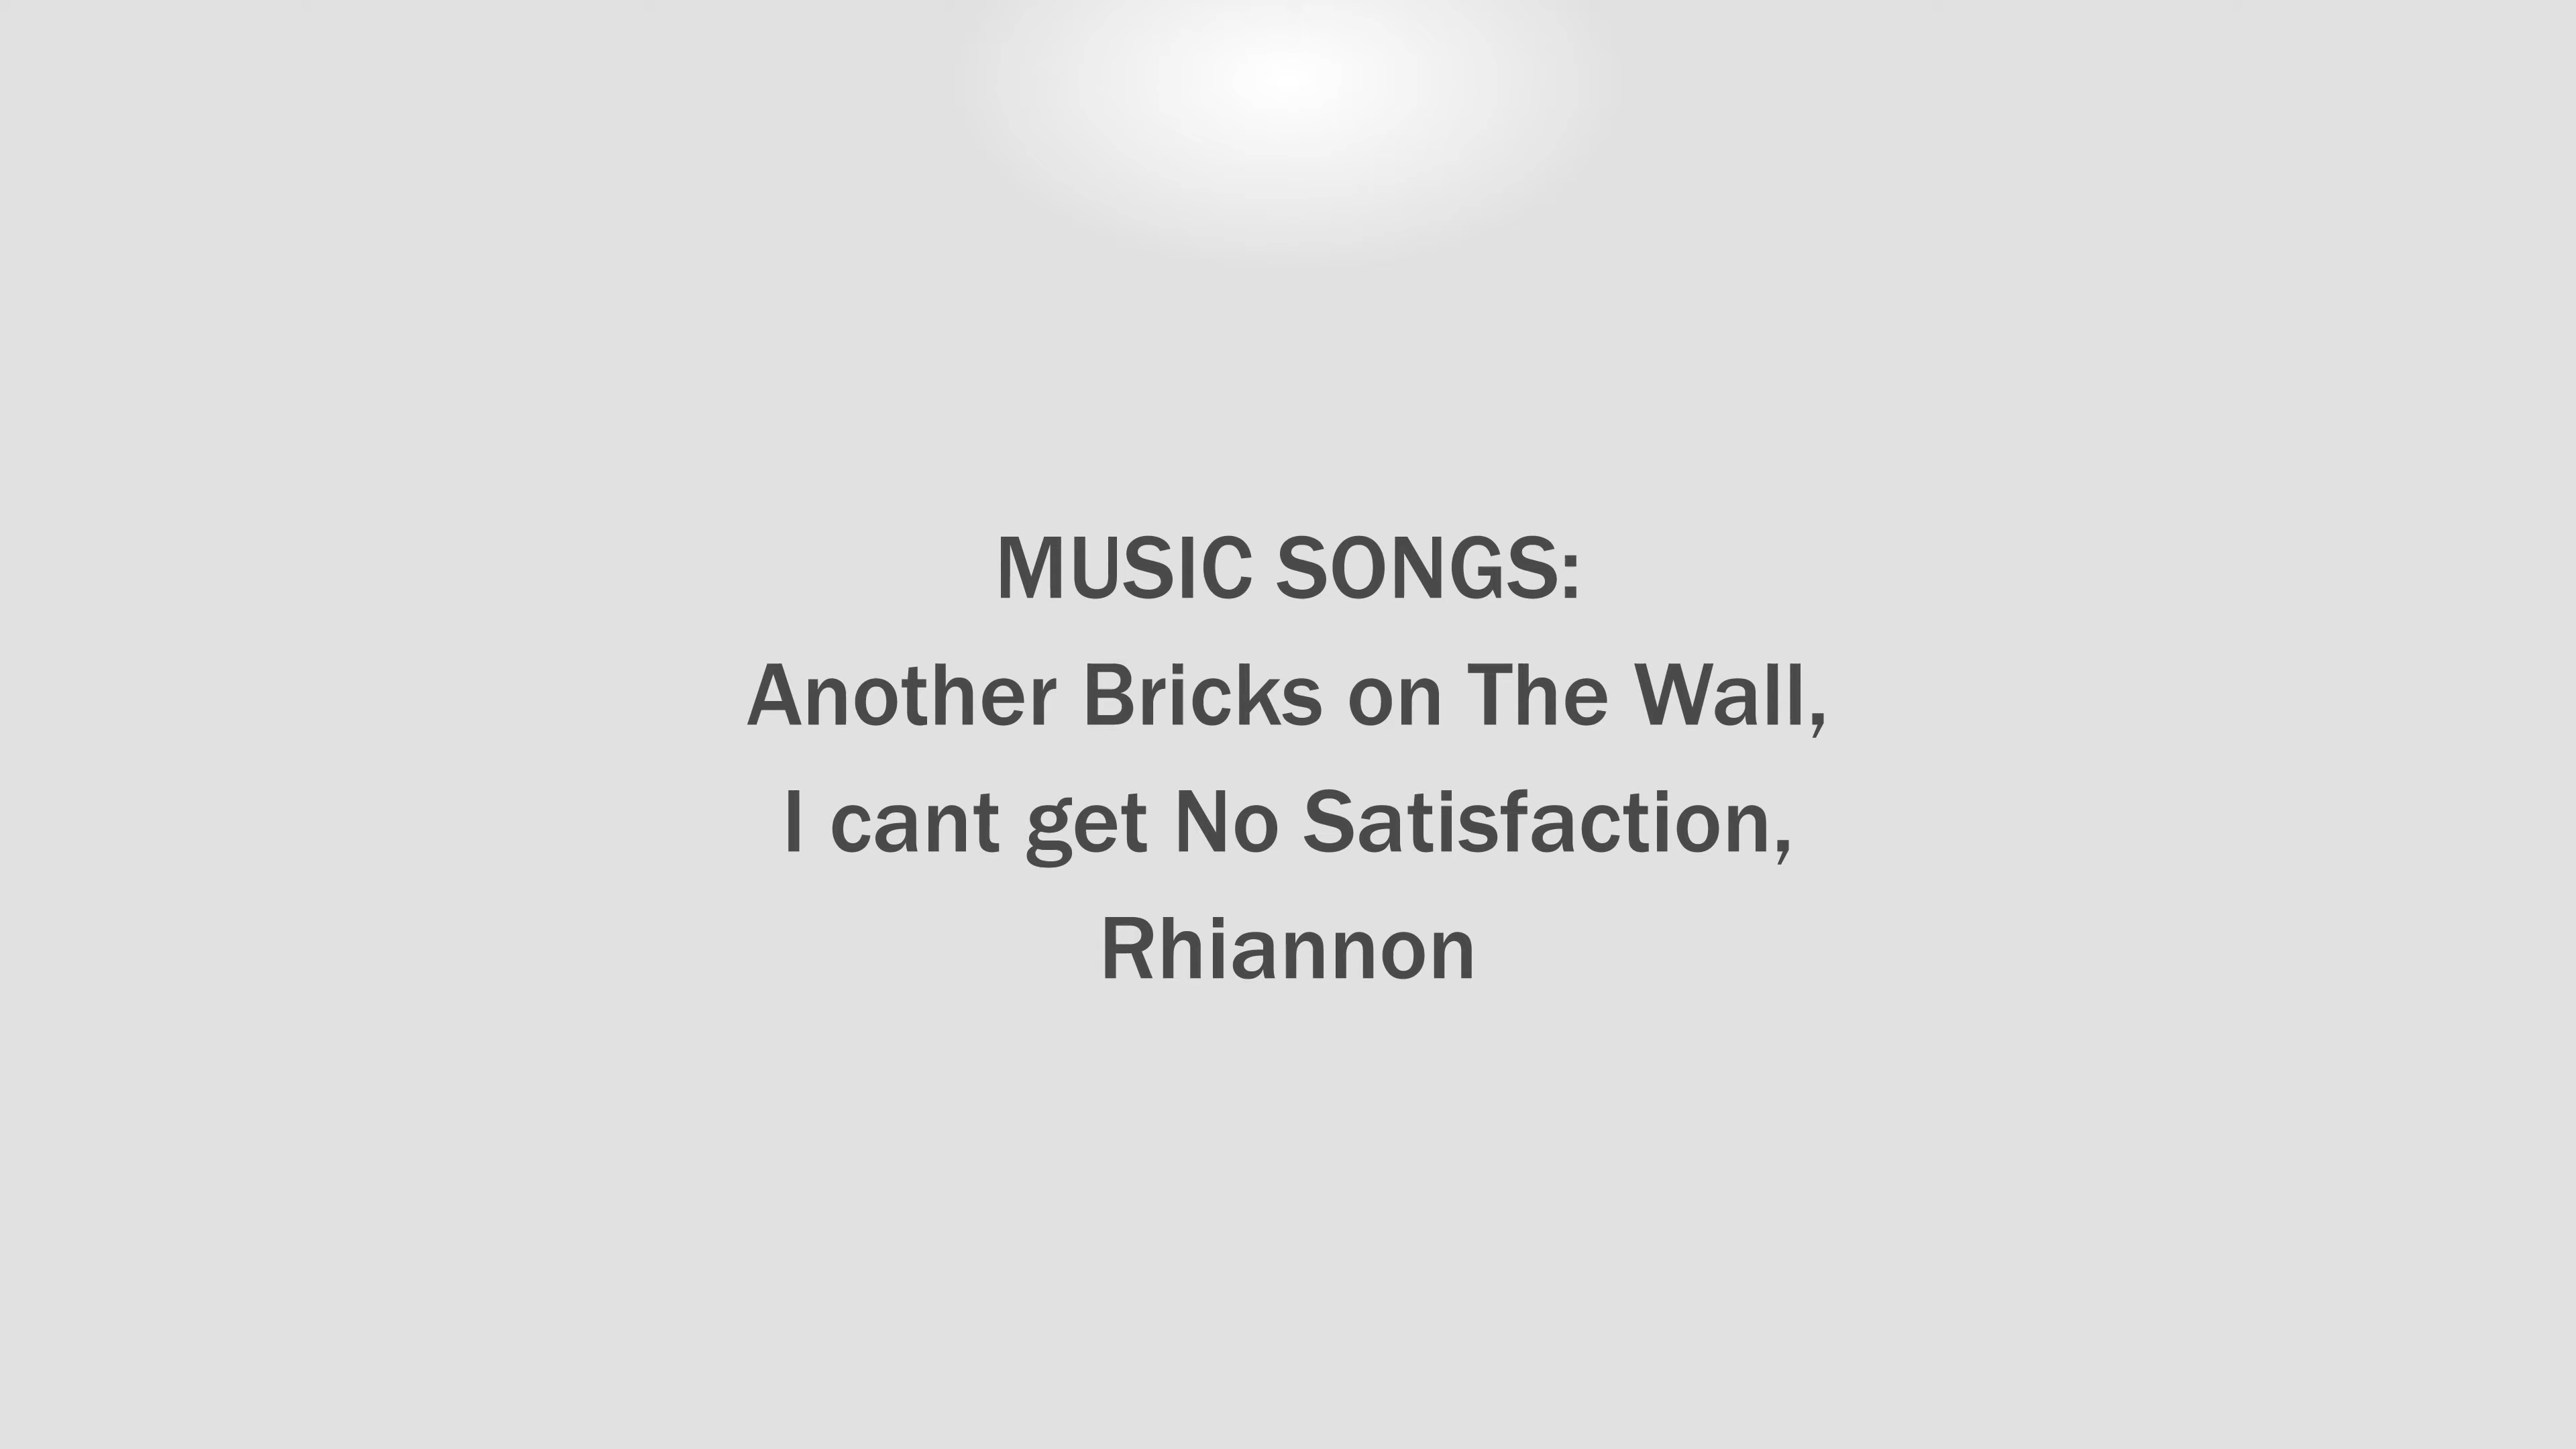 MUSIC SONGS:
Another Bricks on The Wall,
I cant get No Satisfaction,
Rhiannon